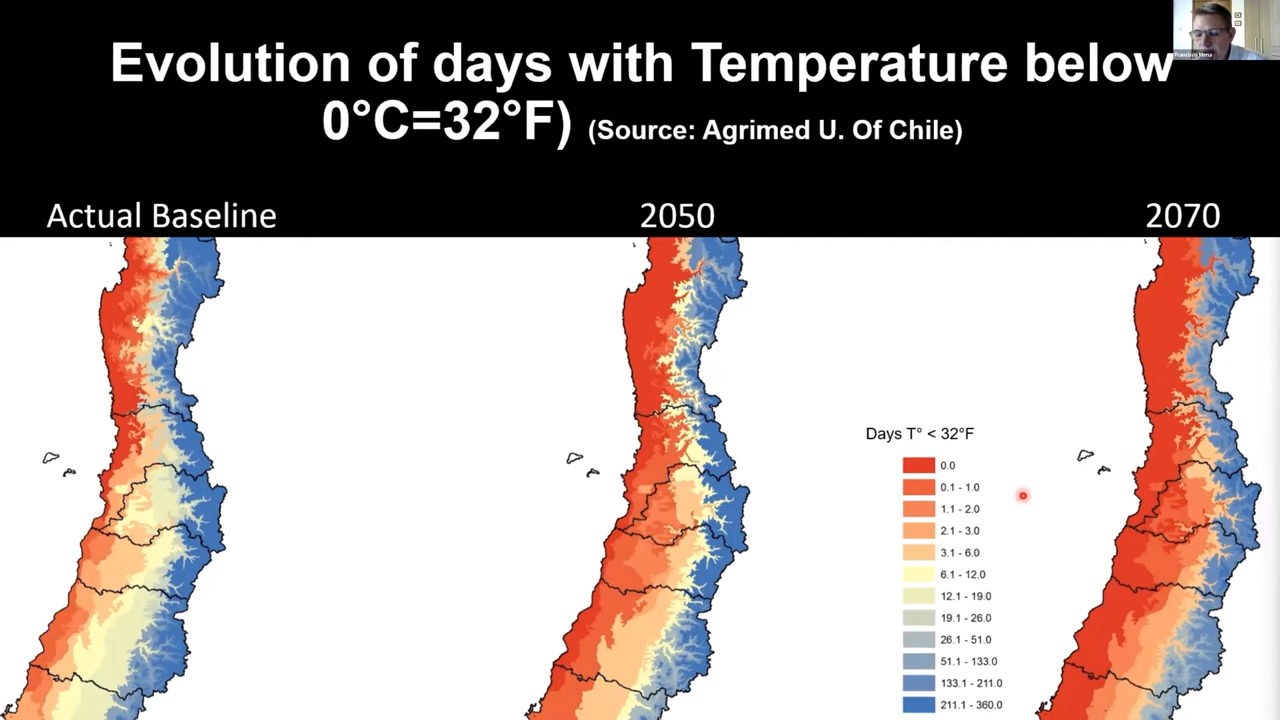 Evolution of days with Temperature below
0°C=32°F) (Source: Agrimed U. Of Chile)
Francisco Mena
Actual Baseline
2050
2070
Days T° < 32°F
0.0
0.1 - 1.0
1.1 - 2.0
2.1 - 3.0
3.1 - 6.0
6.1 - 12.0
12.1 - 19.0
19.1 - 26.0
26.1 - 51.0
51.1 - 133.0
133.1 - 211.0
211.1 - 360.0